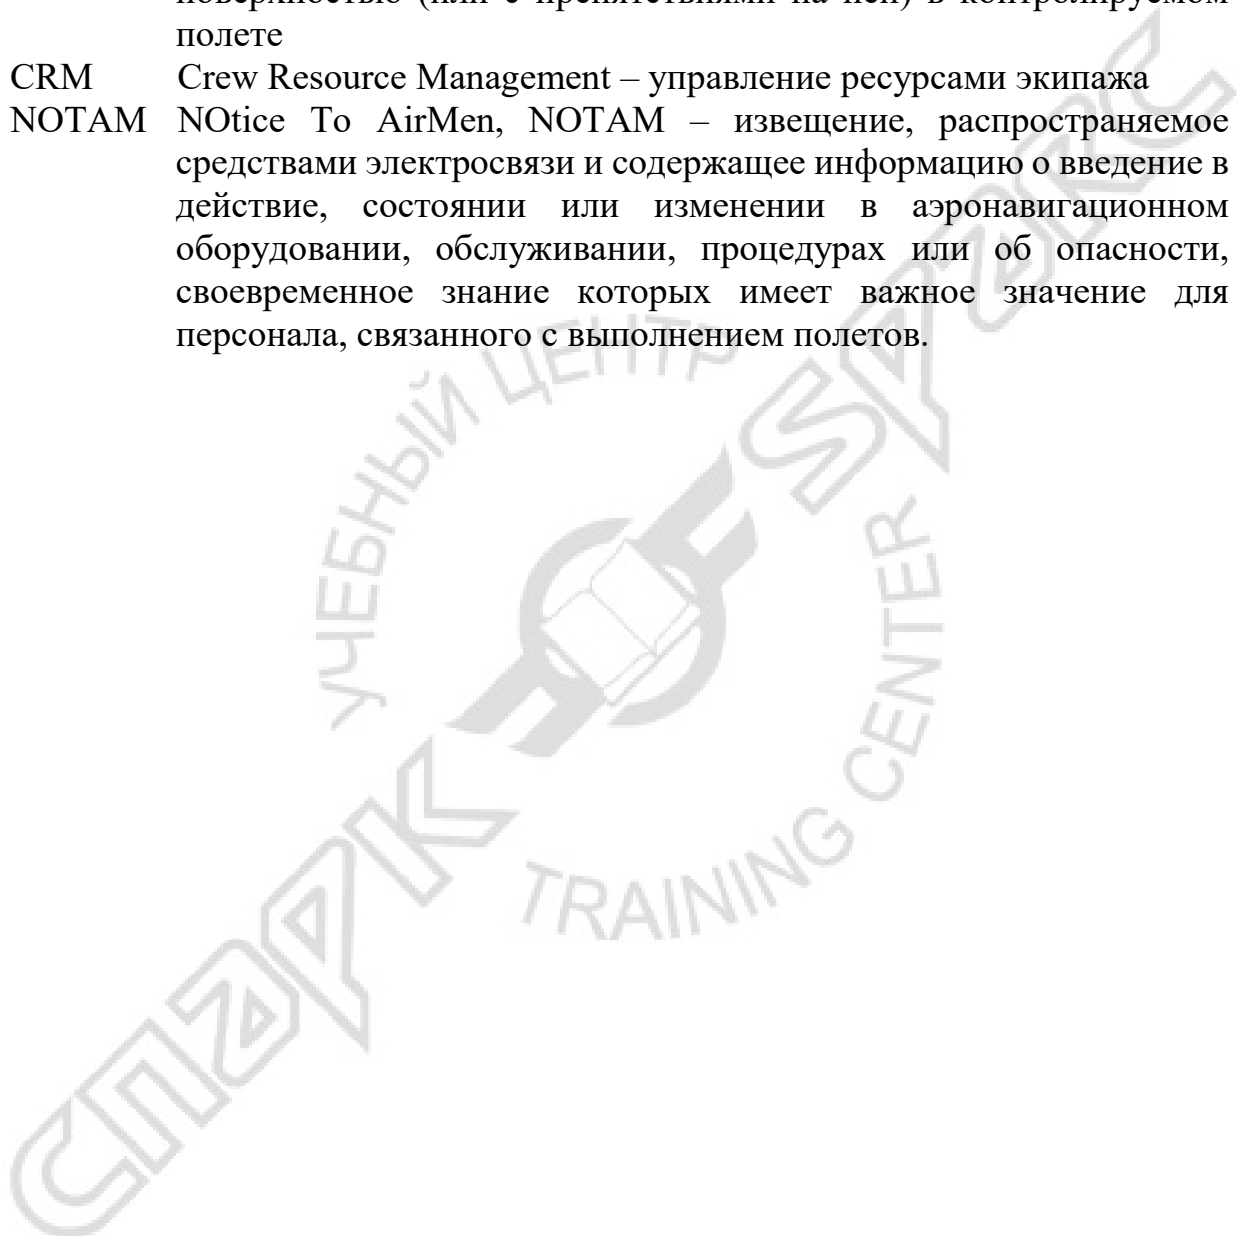 поверхностью (или с препятствиями на ней) в контролируемом
полете
CRM Crew Resource Management – управление ресурсами экипажа
NOTAM NOtice To AirMen, NOTAM – извещение, распространяемое
средствами электросвязи и содержащее информацию о введение в
действие, состоянии или изменении в аэронавигационном
оборудовании, обслуживании, процедурах или об опасности,
своевременное знание которых имеет важное значение для
персонала, связанного с выполнением полетов.
УЧЕБНЫЙ ЦЕНТР
СПАРК SPARC
TRAINING CENTER